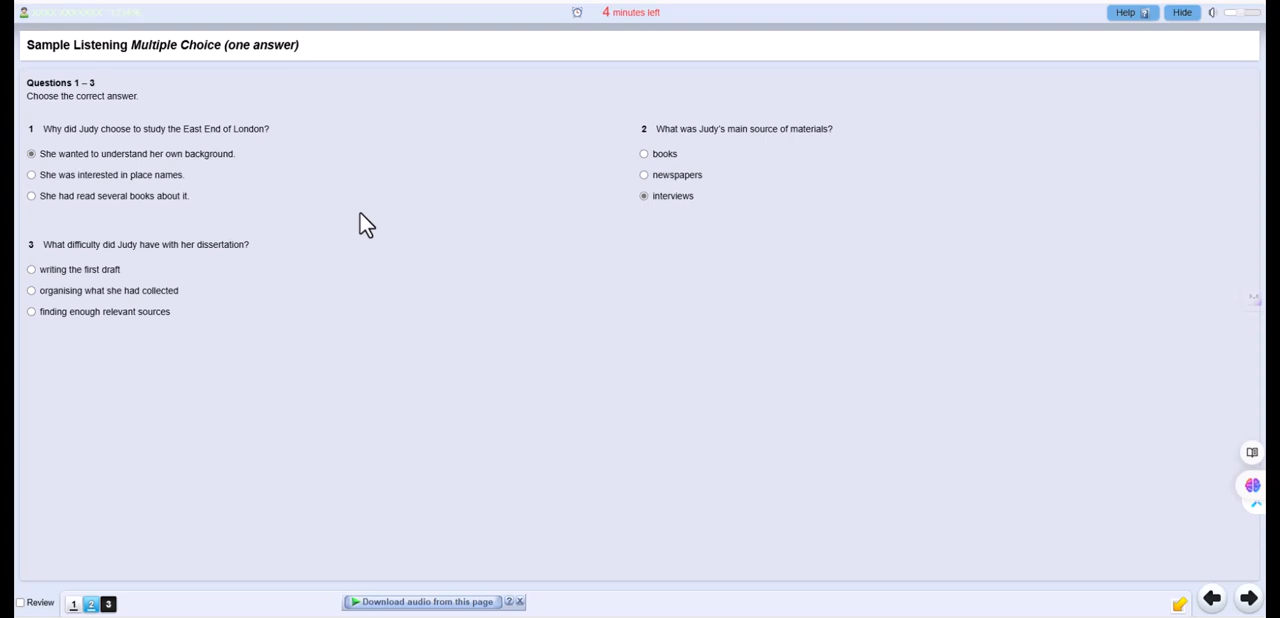 4 minutes left
Help ?
Hide
Sample Listening Multiple Choice (one answer)
Questions 1 – 3
Choose the correct answer.
1 Why did Judy choose to study the East End of London?
She wanted to understand her own background.
She was interested in place names.
She had read several books about it.
2 What was Judy's main source of materials?
books
newspapers
interviews
3 What difficulty did Judy have with her dissertation?
writing the first draft
organising what she had collected
finding enough relevant sources
Review
1 2 3
Download audio from this page ? X